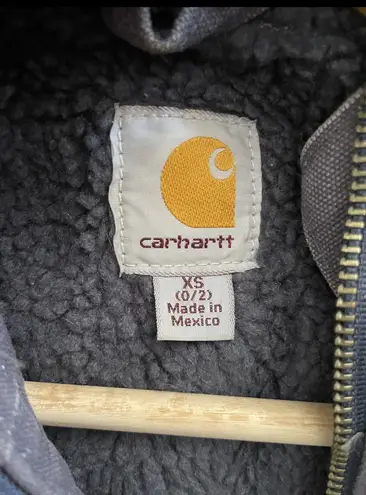 carhartt
XS
(0/2)
Made in
Mexico